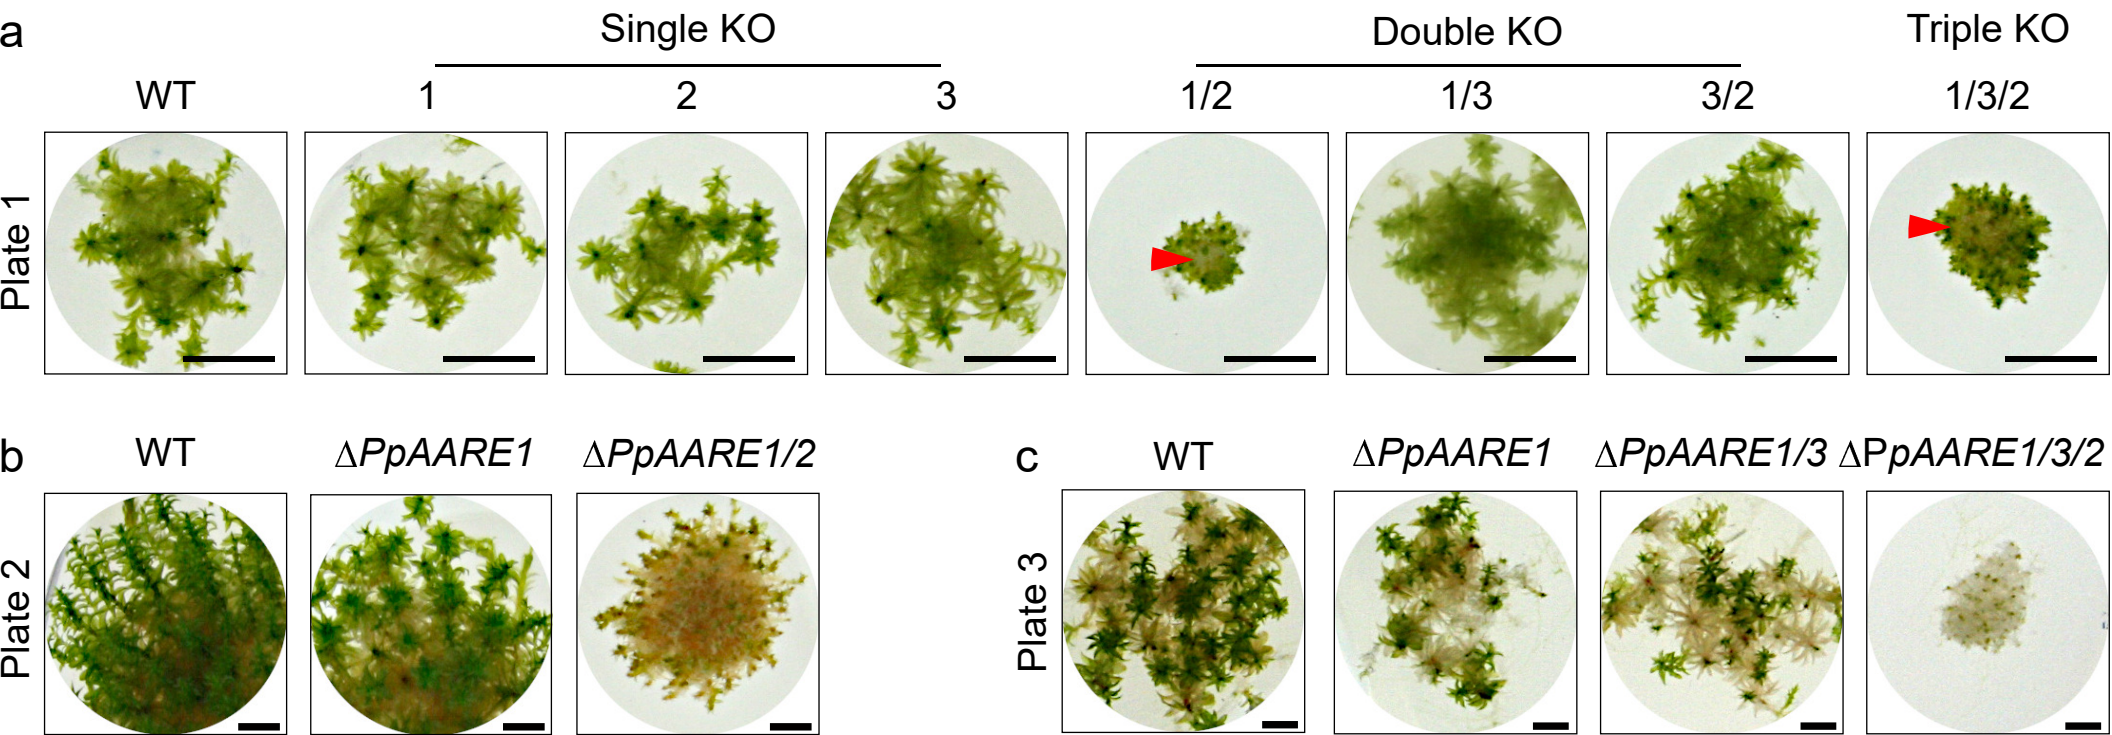 a
Single KO
Double KO
Triple KO
WT
1
2
3
1/2
1/3
3/2
1/3/2
Plate 1
b
WT
ΔPpAARE1
ΔPpAARE1/2
Plate 2
c
WT
ΔPpAARE1
ΔPpAARE1/3
ΔPpAARE1/3/2
Plate 3